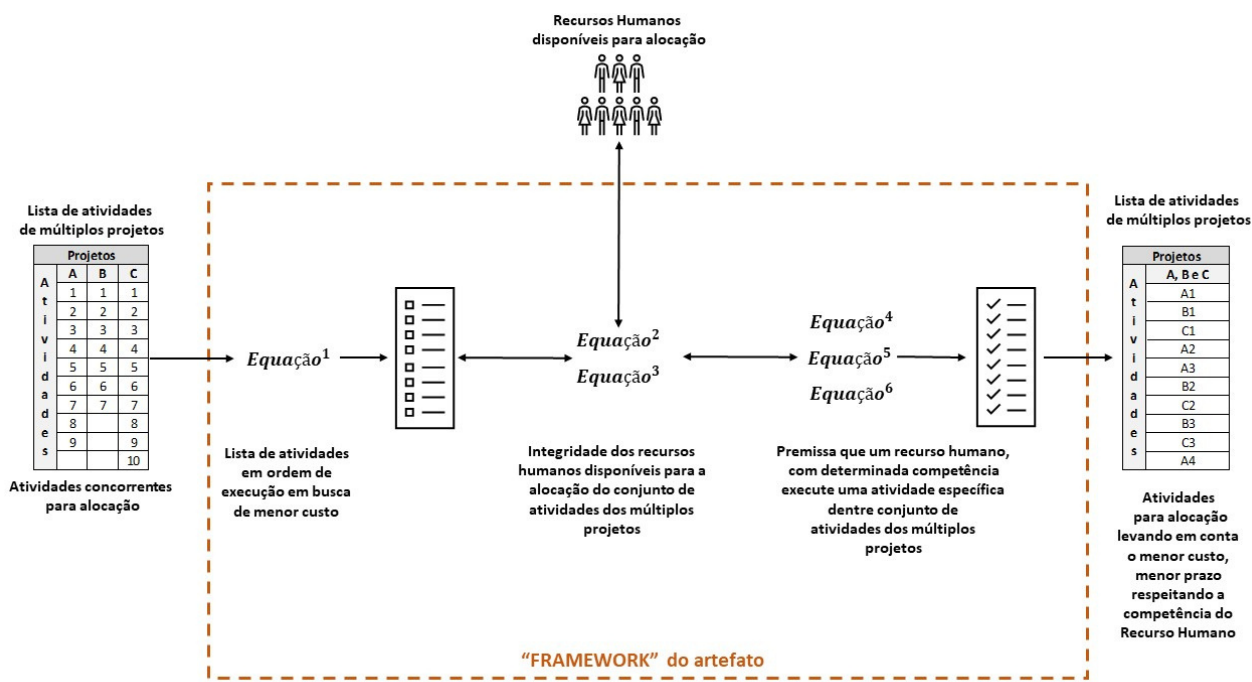 Recursos Humanos
disponíveis para alocação
Lista de atividades
de múltiplos projetos
Projetos
Atividades
A B C
1 1 1
2 2 2
3 3 3
4 4 4
5 5 5
6 6 6
7 7 7
8 8
9 9
10
Atividades concorrentes
para alocação
Equação¹
Lista de atividades
em ordem de
execução em busca
de menor custo
Equação²
Equação³
Integridade dos recursos
humanos disponíveis para a
alocação do conjunto de
atividades dos múltiplos
projetos
Equação⁴
Equação⁵
Equação⁶
Premissa que um recurso humano,
com determinada competência
execute uma atividade específica
dentre conjunto de
atividades dos múltiplos
projetos
Lista de atividades
de múltiplos projetos
Projetos
Atividades
A, B e C
A1
B1
C1
A2
A3
B2
C2
B3
C3
A4
Atividades
para alocação
levando em conta
o menor custo,
menor prazo
respeitando a
competência do
Recurso Humano
“FRAMEWORK” do artefato